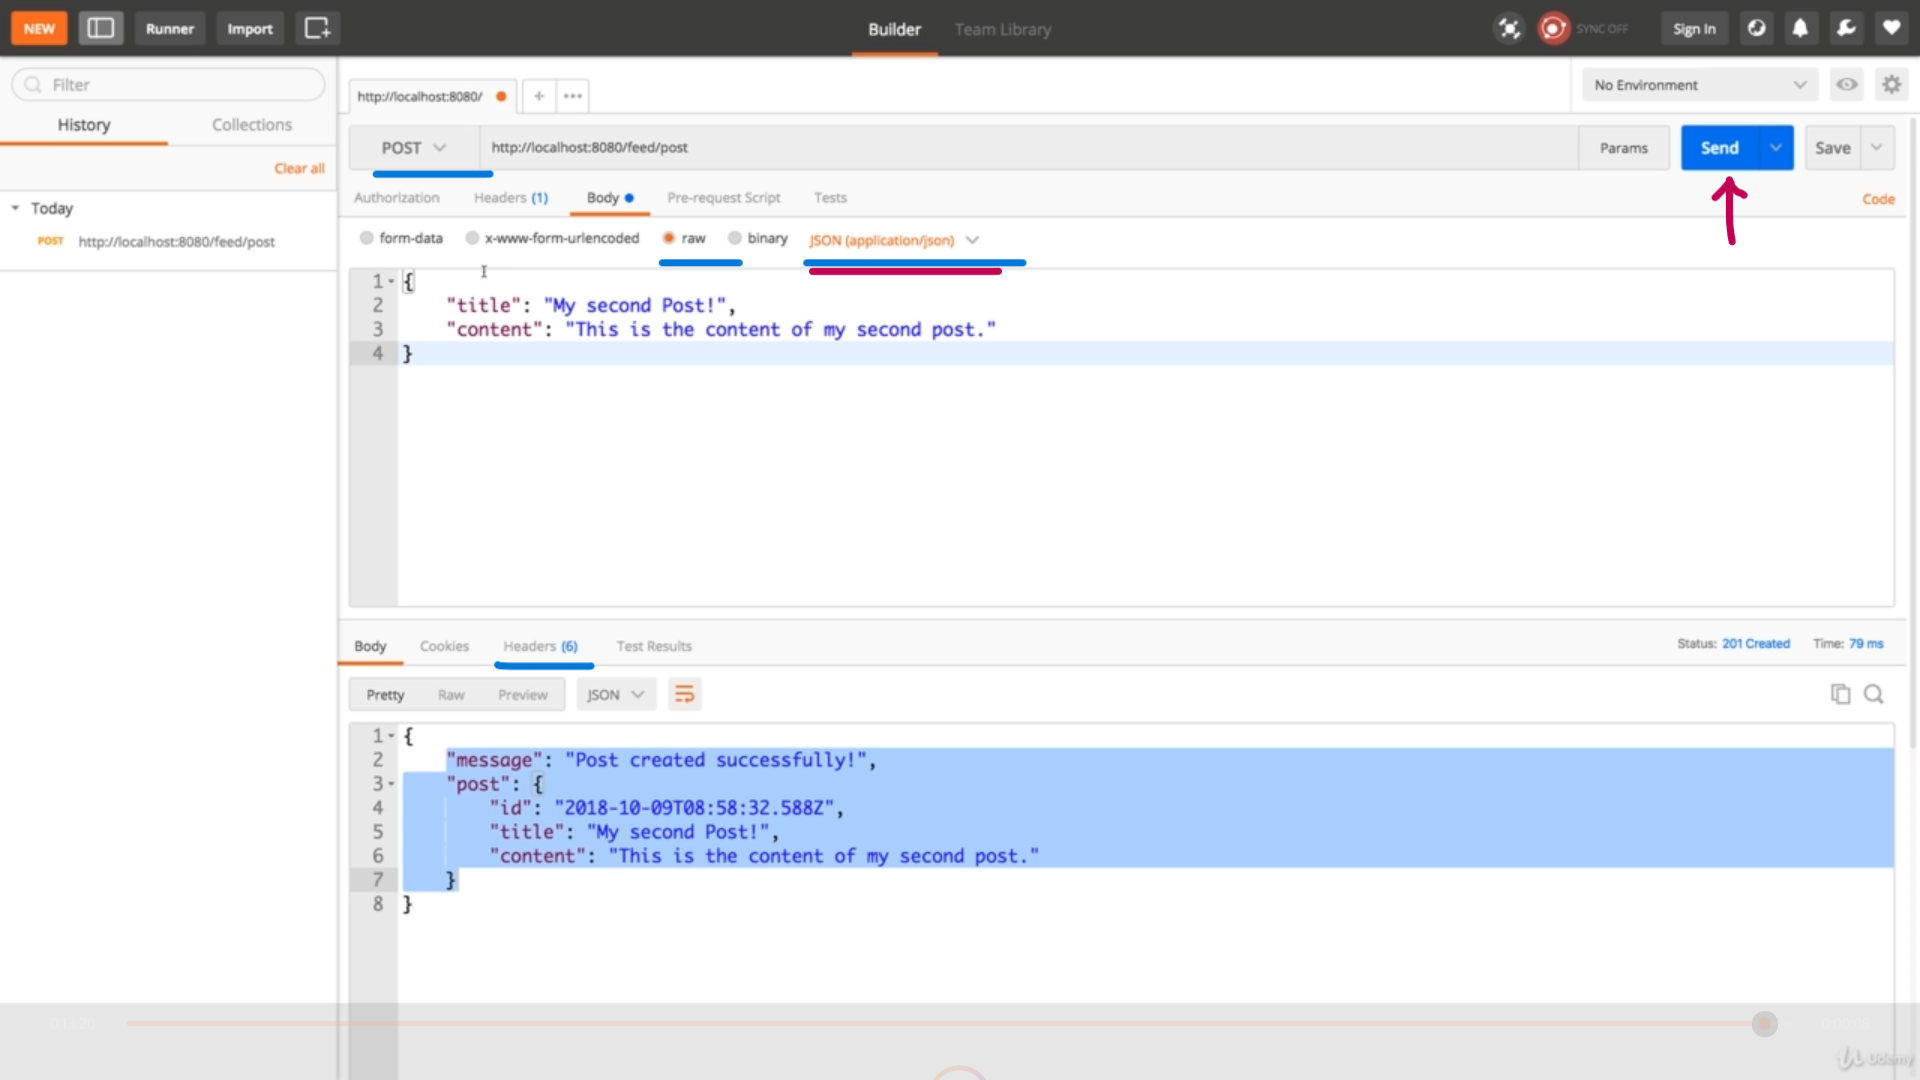 NEW
Runner
Import
Builder
Team Library
SYNC OFF
Sign In
Filter
History
Collections
Clear all
Today
POST http://localhost:8080/feed/post
http://localhost:8080/
+
No Environment
POST
http://localhost:8080/feed/post
Params
Send
Save
Authorization
Headers (1)
Body
Pre-request Script
Tests
Code
form-data
x-www-form-urlencoded
raw
binary
JSON (application/json)
1 {
2 "title": "My second Post!",
3 "content": "This is the content of my second post."
4 }
Body
Cookies
Headers (6)
Test Results
Status: 201 Created
Time: 79 ms
Pretty
Raw
Preview
JSON
1 {
2 "message": "Post created successfully!",
3 "post": {
4 "id": "2018-10-09T08:58:32.588Z",
5 "title": "My second Post!",
6 "content": "This is the content of my second post."
7 }
8 }
Udemy